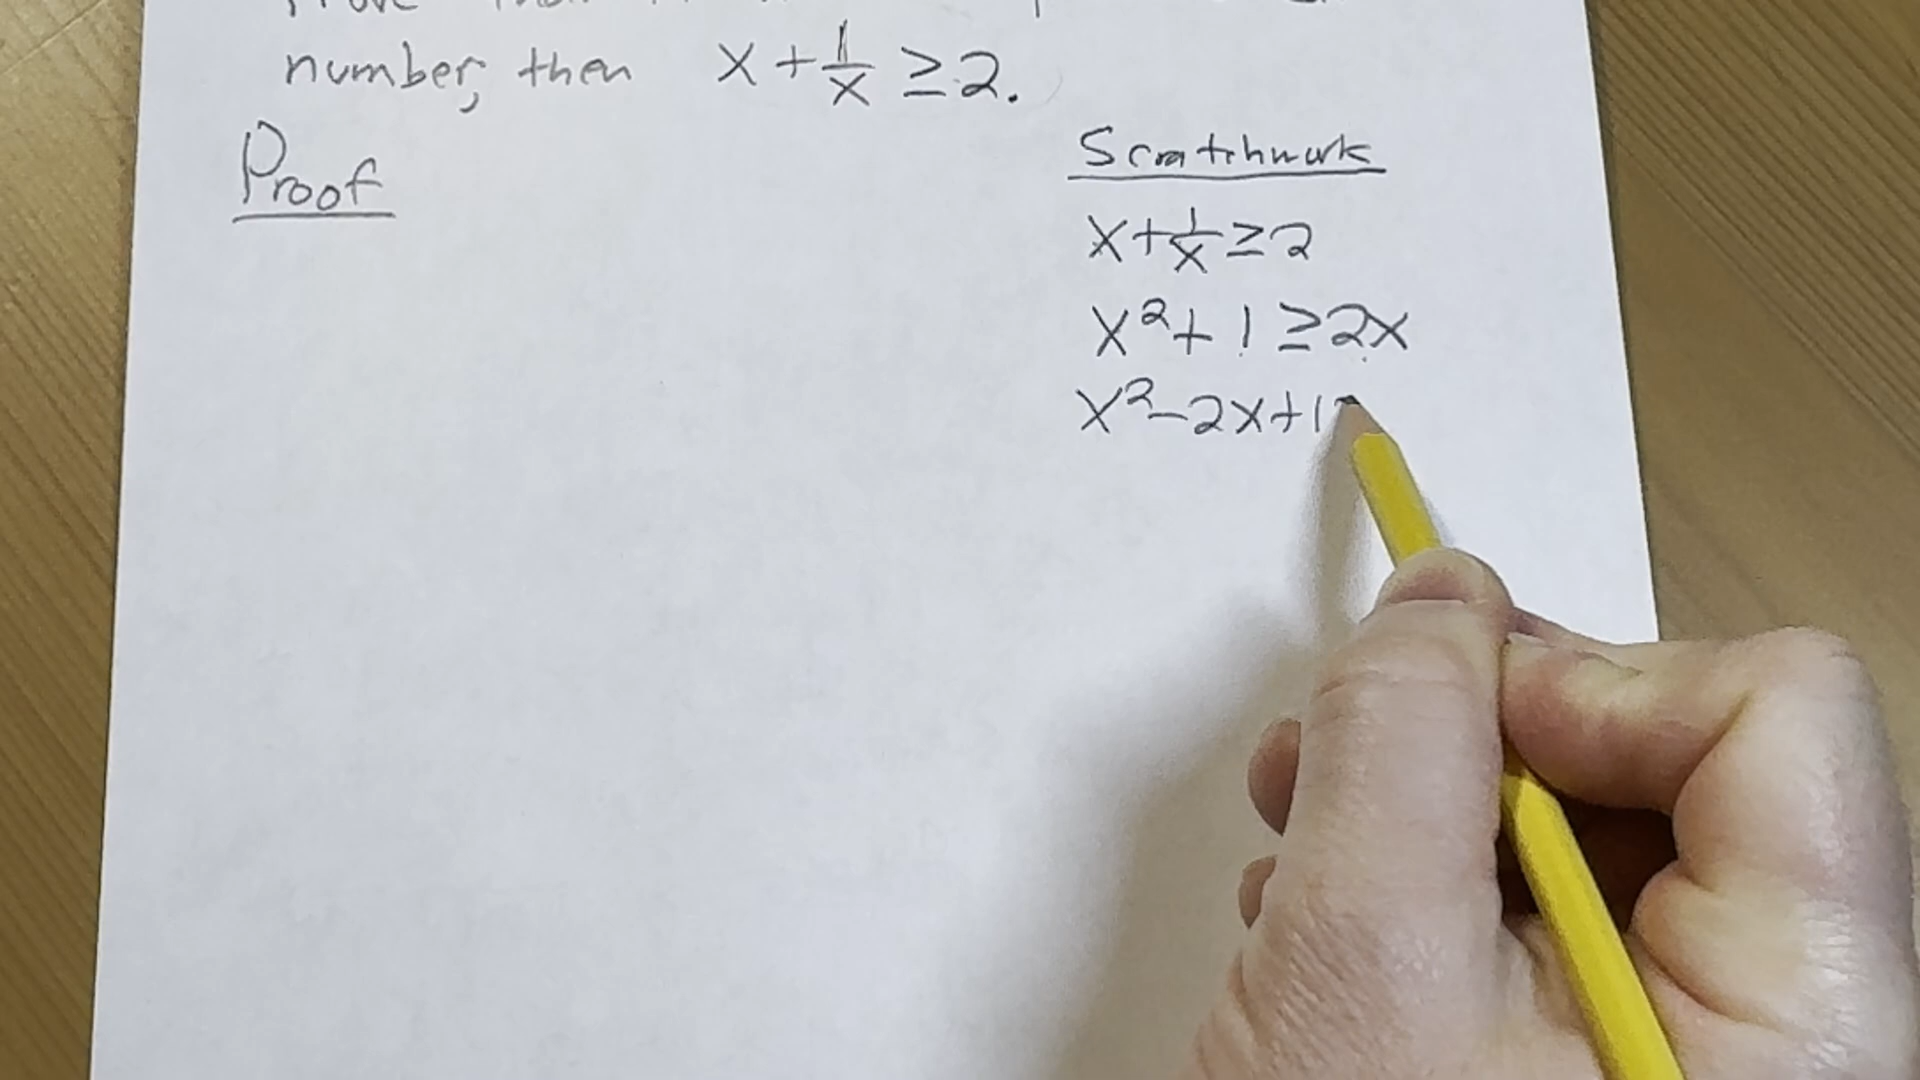 number, then x + 1/x ≥ 2.
Proof
Scratchwork
x + 1/x ≥ 2
x² + 1 ≥ 2x
x² - 2x + 1